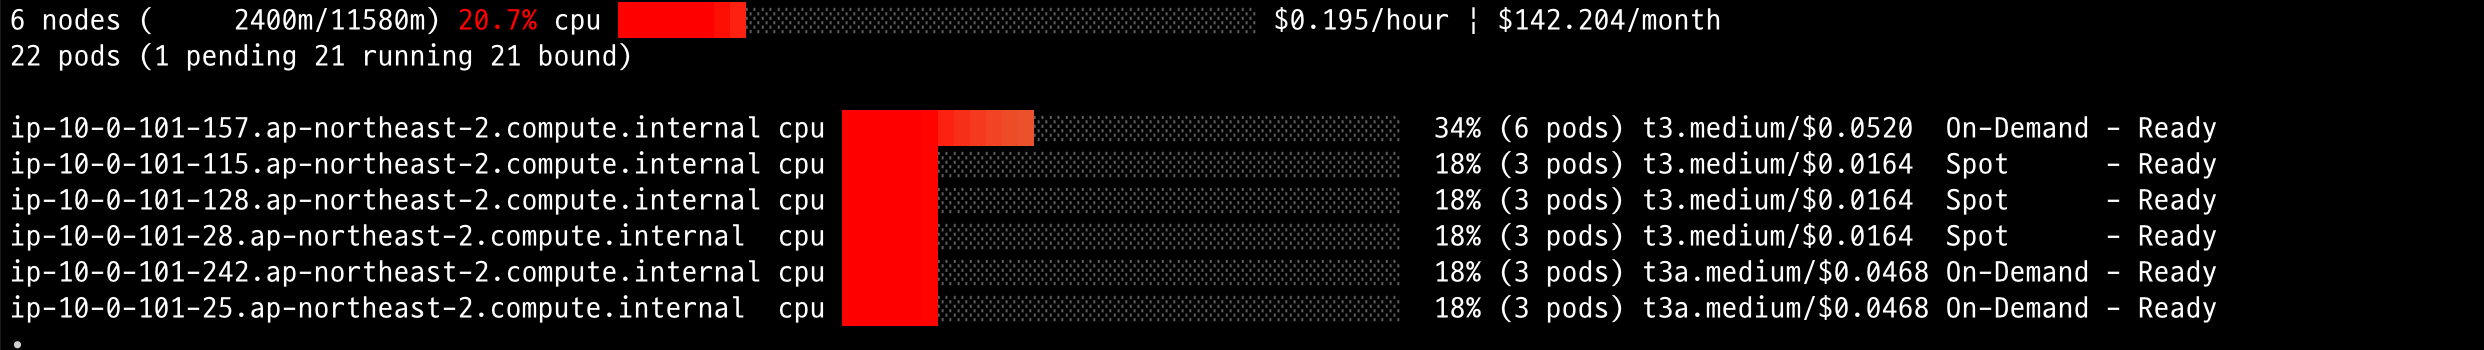 6 nodes (     2400m/11580m) 20.7% cpu $0.195/hour ¦ $142.204/month
22 pods (1 pending 21 running 21 bound)
ip-10-0-101-157.ap-northeast-2.compute.internal cpu 34% (6 pods) t3.medium/$0.0520  On-Demand - Ready
ip-10-0-101-115.ap-northeast-2.compute.internal cpu 18% (3 pods) t3.medium/$0.0164  Spot      - Ready
ip-10-0-101-128.ap-northeast-2.compute.internal cpu 18% (3 pods) t3.medium/$0.0164  Spot      - Ready
ip-10-0-101-28.ap-northeast-2.compute.internal  cpu 18% (3 pods) t3.medium/$0.0164  Spot      - Ready
ip-10-0-101-242.ap-northeast-2.compute.internal cpu 18% (3 pods) t3a.medium/$0.0468 On-Demand - Ready
ip-10-0-101-25.ap-northeast-2.compute.internal  cpu 18% (3 pods) t3a.medium/$0.0468 On-Demand - Ready
•